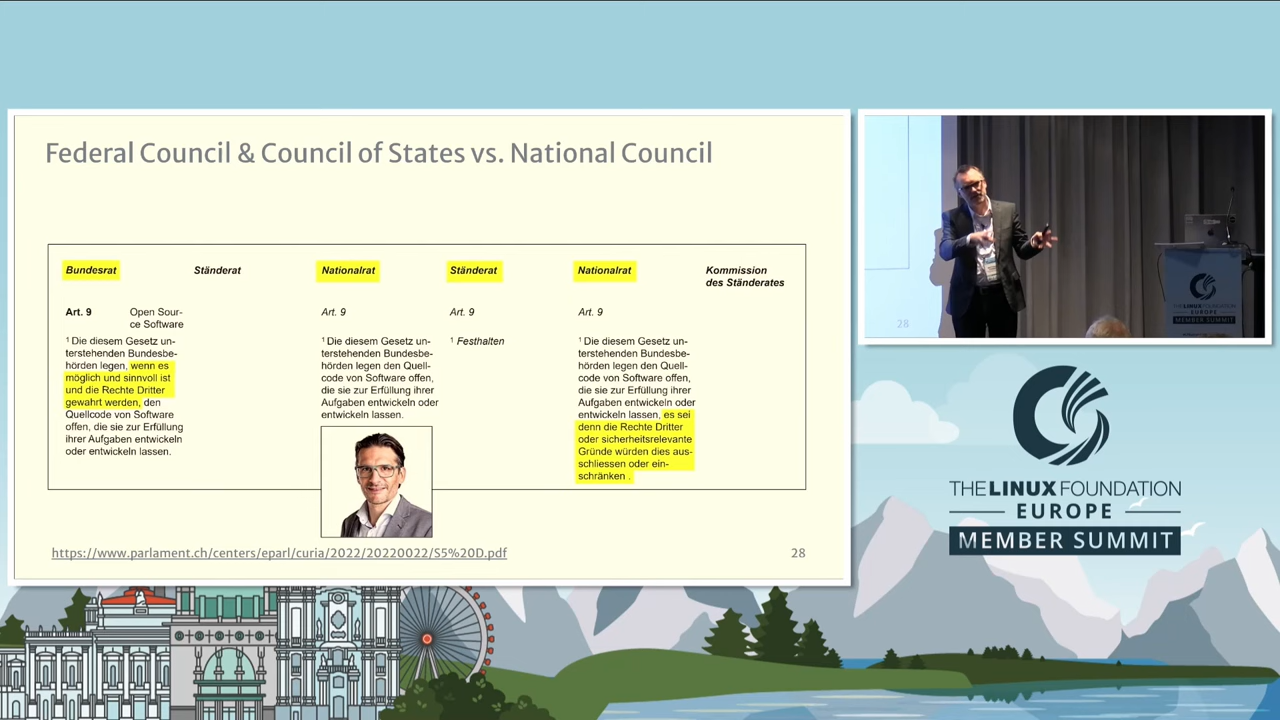 Federal Council & Council of States vs. National Council
Bundesrat
Art. 9 Open Sour-
ce Software
¹ Die diesem Gesetz un-
terstehenden Bundesbe-
hörden legen, wenn es
möglich und sinnvoll ist
und die Rechte Dritter
gewahrt werden, den
Quellcode von Software
offen, die sie zur Erfüllung
ihrer Aufgaben entwickeln
oder entwickeln lassen.
Ständerat
Nationalrat
Art. 9
¹ Die diesem Gesetz un-
terstehenden Bundesbe-
hörden legen den Quell-
code von Software offen,
die sie zur Erfüllung ihrer
Aufgaben entwickeln oder
entwickeln lassen.
Ständerat
Art. 9
¹ Festhalten
Nationalrat
Art. 9
¹ Die diesem Gesetz un-
terstehenden Bundesbe-
hörden legen den Quell-
code von Software offen,
die sie zur Erfüllung ihrer
Aufgaben entwickeln oder
entwickeln lassen, es sei
denn die Rechte Dritter
oder sicherheitsrelevante
Gründe würden dies aus-
schliessen oder ein-
schränken .
Kommission
des Ständerates
https://www.parlament.ch/centers/eparl/curia/2022/20220022/S5%20D.pdf
28
28
THE LINUX FOUNDATION
EUROPE
MEMBER SUMMIT
THE LINUX FOUNDATION
EUROPE
MEMBER SUMMIT